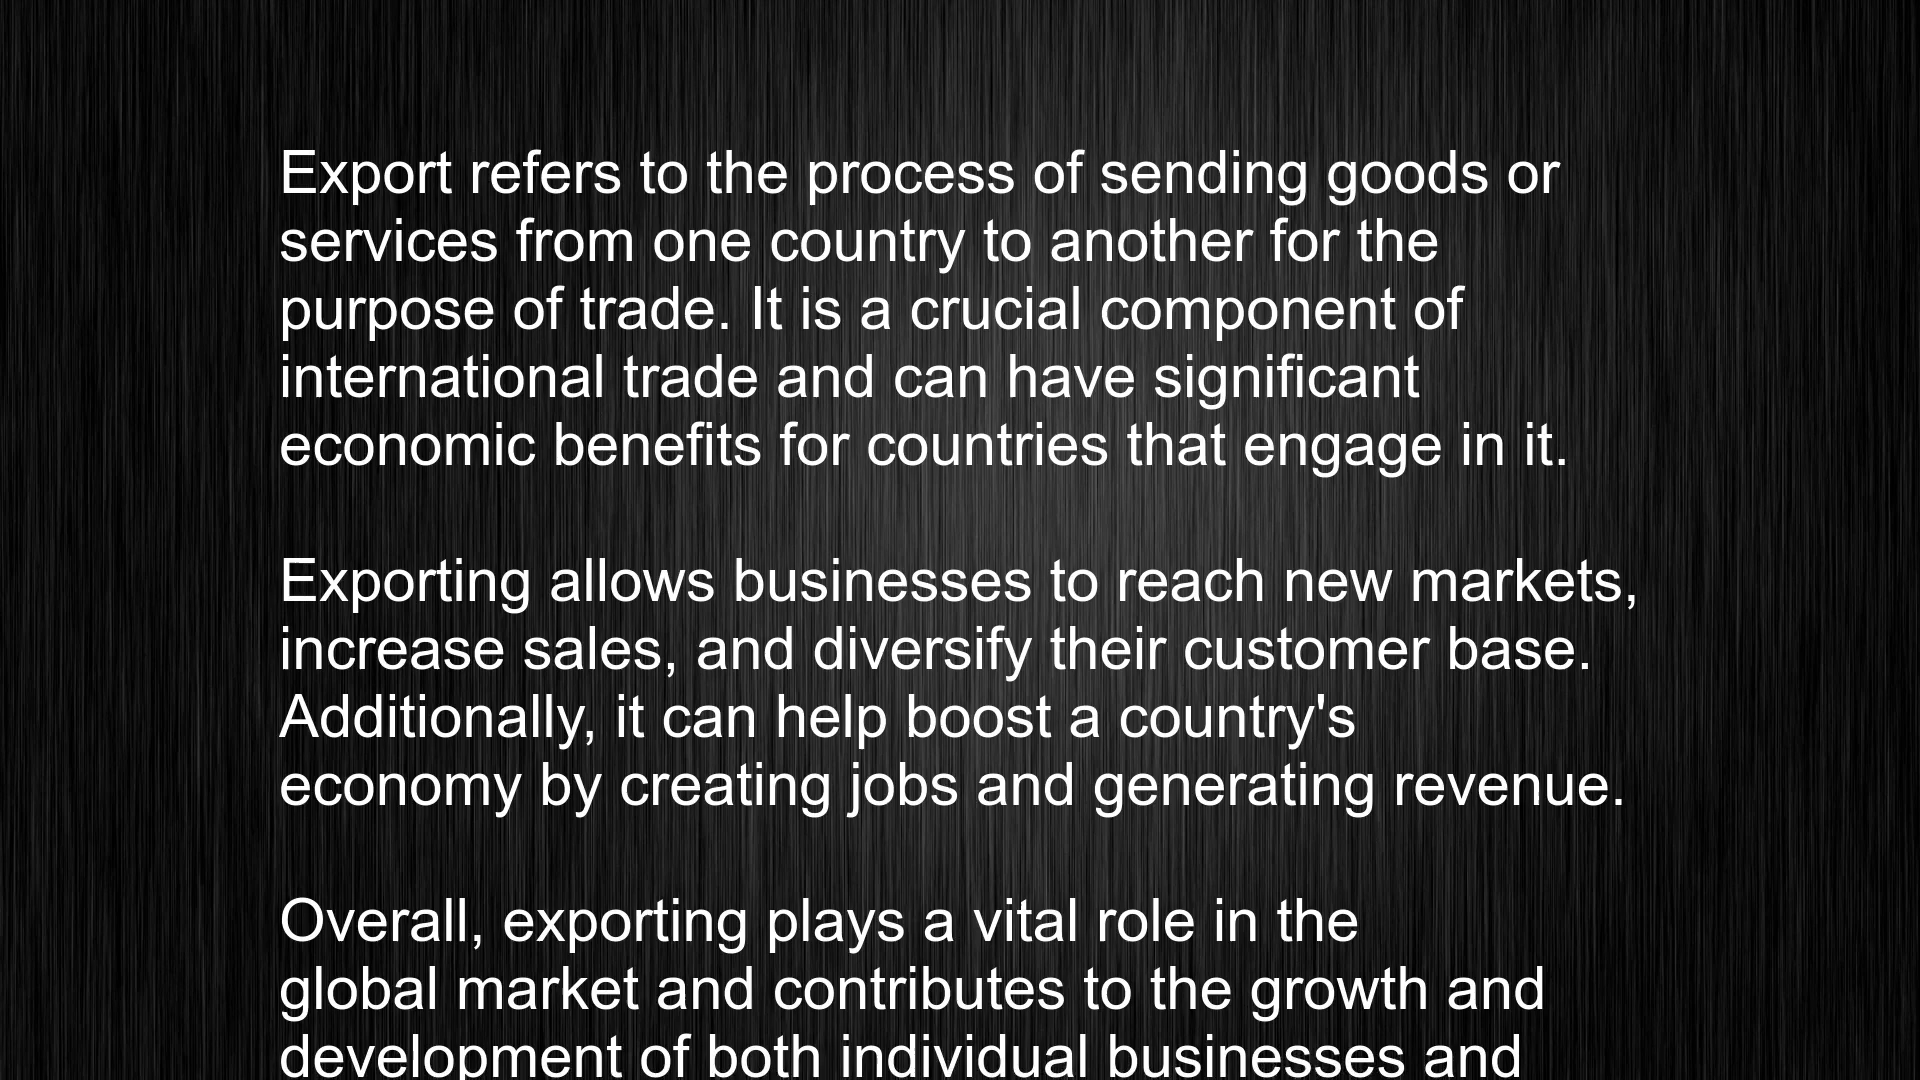 Export refers to the process of sending goods or
services from one country to another for the
purpose of trade. It is a crucial component of
international trade and can have significant
economic benefits for countries that engage in it.
Exporting allows businesses to reach new markets,
increase sales, and diversify their customer base.
Additionally, it can help boost a country's
economy by creating jobs and generating revenue.
Overall, exporting plays a vital role in the
global market and contributes to the growth and
development of both individual businesses and